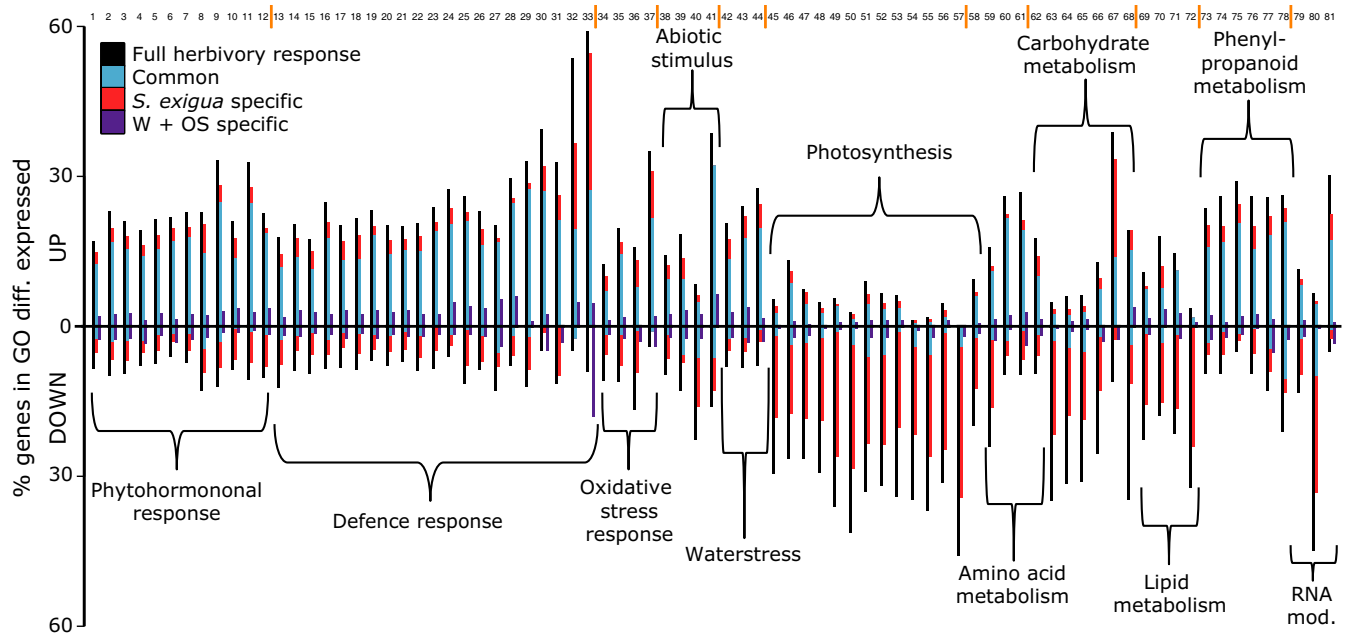 1 2 3 4 5 6 7 8 9 10 11 12 13 14 15 16 17 18 19 20 21 22 23 24 25 26 27 28 29 30 31 32 33 34 35 36 37 38 39 40 41 42 43 44 45 46 47 48 49 50 51 52 53 54 55 56 57 58 59 60 61 62 63 64 65 66 67 68 69 70 71 72 73 74 75 76 77 78 79 80 81
60
Full herbivory response
Common
S. exigua specific
W + OS specific
Abiotic
stimulus
Carbohydrate
metabolism
Phenyl-
propanoid
metabolism
Photosynthesis
30
UP
0
DOWN
30
60
% genes in GO diff. expressed
Phytohormononal
response
Defence response
Oxidative
stress
response
Waterstress
Amino acid
metabolism
Lipid
metabolism
RNA
mod.